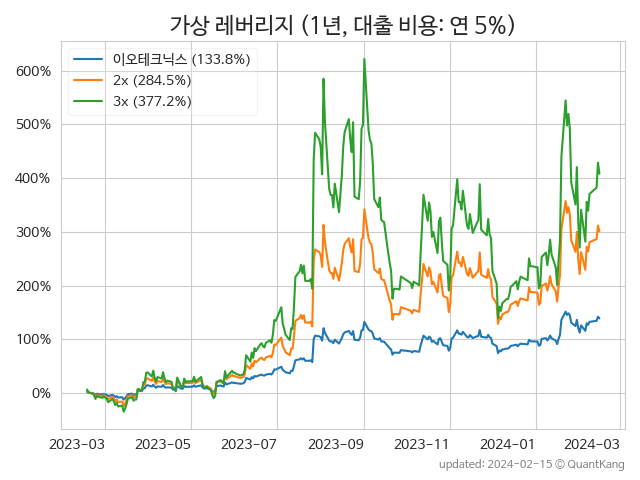 가상 레버리지 (1년, 대출 비용: 연 5%)
이오테크닉스 (133.8%)
2x (284.5%)
3x (377.2%)
600%
500%
400%
300%
200%
100%
0%
2023-03 2023-05 2023-07 2023-09 2023-11 2024-01 2024-03
updated: 2024-02-15 © QuantKang